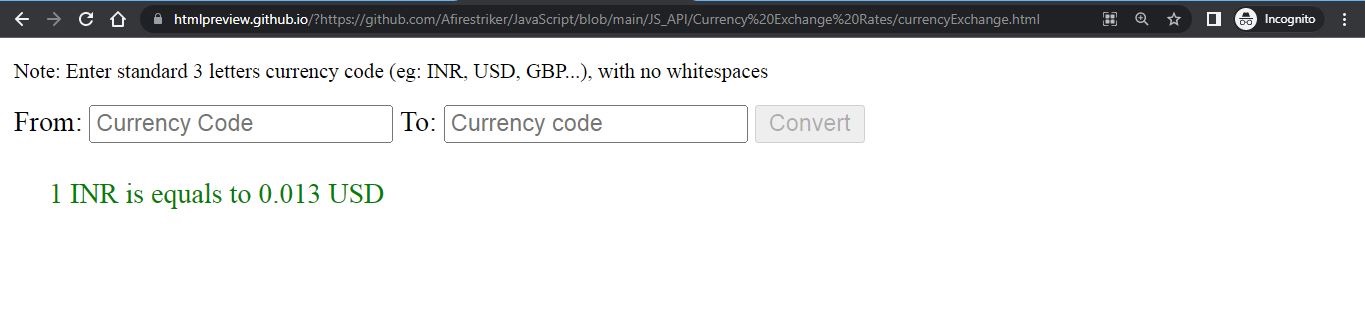 htmlpreview.github.io/?https://github.com/Afirestriker/JavaScript/blob/main/JS_API/Currency%20Exchange%20Rates/currencyExchange.html Incognito
Note: Enter standard 3 letters currency code (eg: INR, USD, GBP...), with no whitespaces
From: Currency Code To: Currency code Convert
1 INR is equals to 0.013 USD